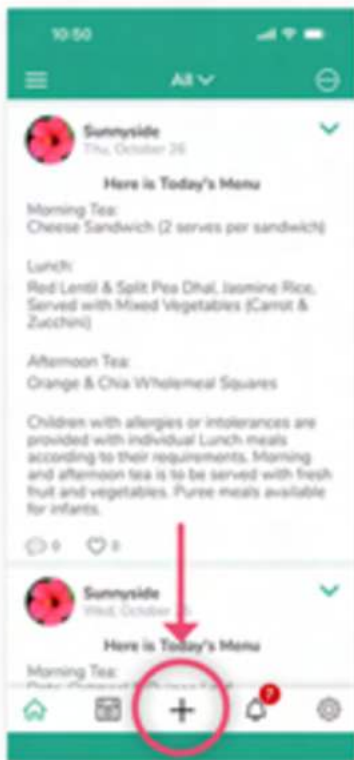 10:50
All
Sunnyside
Thu, October 26
Here is Today's Menu
Morning Tea:
Cheese Sandwich (2 serves per sandwich)
Lunch:
Red Lentil & Split Pea Dhal, Jasmine Rice,
Served with Mixed Vegetables (Carrot &
Zucchini)
Afternoon Tea:
Orange & Chia Wholemeal Squares
Children with allergies or intolerances are
provided with individual Lunch meals
according to their requirements. Morning
and afternoon tea is to be served with fresh
fruit and vegetables. Puree meals available
for infants.
0 0
Sunnyside
Wed, October
Here is Today's Menu
Morning Tea:
7